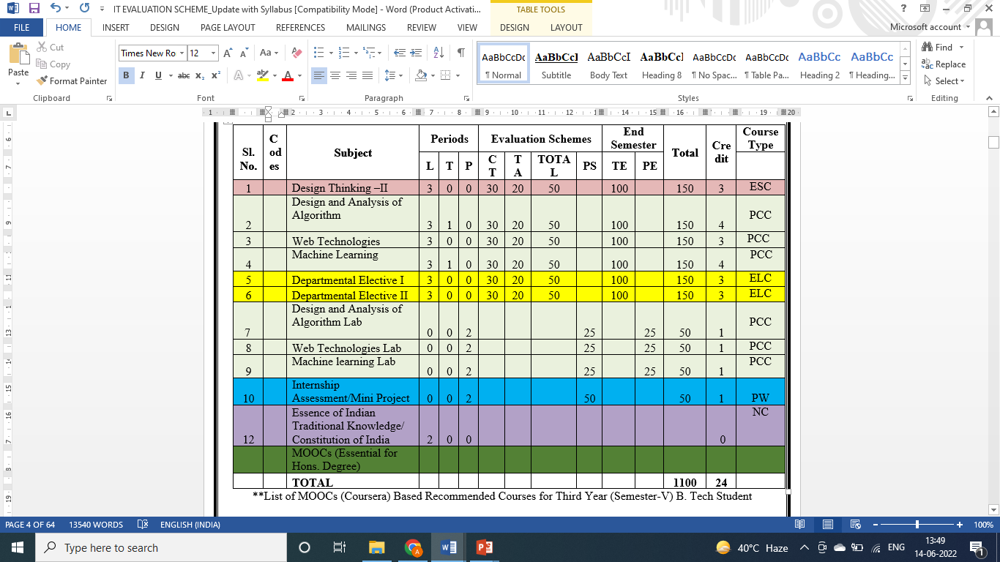 IT EVALUATION SCHEME_Update with Syllabus [Compatibility Mode] - Word (Product Activati...
TABLE TOOLS
FILE HOME INSERT DESIGN PAGE LAYOUT REFERENCES MAILINGS REVIEW VIEW DESIGN LAYOUT Microsoft account
Cut
Copy
Format Painter
Paste
Times New Ro 12
Find
Replace
Select
AaBbCcDc AaBbCcI AaBbCcI AaBbCcI AaBbCcDc AaBbCcDc AaBbCc AaBbCc
¶ Normal Subtitle Body Text Heading 8 ¶ No Spac... ¶ Table Pa... Heading 2 ¶ Heading...
Clipboard Font Paragraph Styles Editing
Sl. No. C od es Subject Periods Evaluation Schemes End Semester Total Cre dit Course Type
L T P C T T A TOTA L PS TE PE
1 Design Thinking –II 3 0 0 30 20 50 100 150 3 ESC
Design and Analysis of
Algorithm PCC
2 3 1 0 30 20 50 100 150 4
3 Web Technologies 3 0 0 30 20 50 100 150 3 PCC
Machine Learning PCC
4 3 1 0 30 20 50 100 150 4
5 Departmental Elective I 3 0 0 30 20 50 100 150 3 ELC
6 Departmental Elective II 3 0 0 30 20 50 100 150 3 ELC
Design and Analysis of
Algorithm Lab PCC
7 0 0 2 25 25 50 1
8 Web Technologies Lab 0 0 2 25 25 50 1 PCC
Machine learning Lab PCC
9 0 0 2 25 25 50 1
Internship
10 Assessment/Mini Project 0 0 2 50 50 1 PW
Essence of Indian NC
Traditional Knowledge/
12 Constitution of India 2 0 0 0
MOOCs (Essential for
Hons. Degree)
TOTAL 1100 24
**List of MOOCs (Coursera) Based Recommended Courses for Third Year (Semester-V) B. Tech Student
PAGE 4 OF 64 13540 WORDS ENGLISH (INDIA) 100%
Type here to search
40°C Haze ENG 13:49
14-06-2022